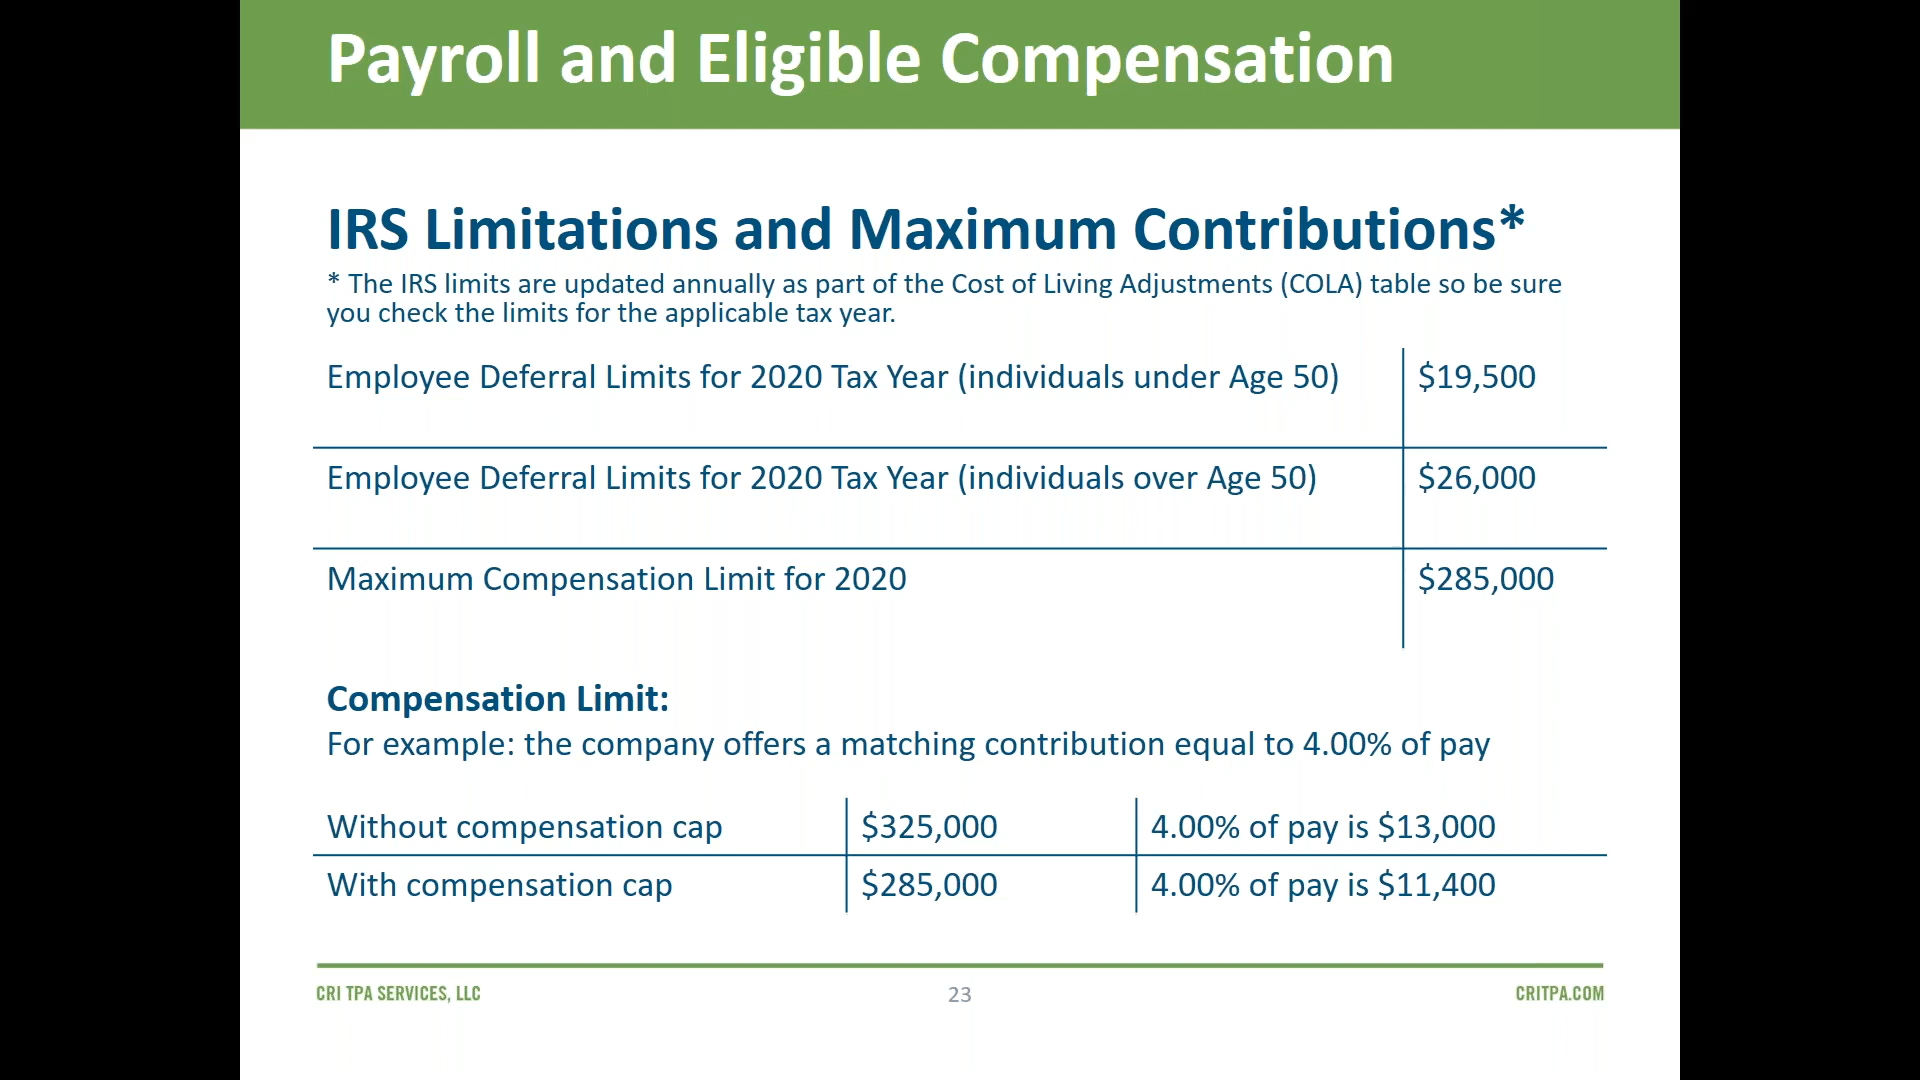 Payroll and Eligible Compensation
IRS Limitations and Maximum Contributions*
* The IRS limits are updated annually as part of the Cost of Living Adjustments (COLA) table so be sure
you check the limits for the applicable tax year.
Employee Deferral Limits for 2020 Tax Year (individuals under Age 50) $19,500
Employee Deferral Limits for 2020 Tax Year (individuals over Age 50) $26,000
Maximum Compensation Limit for 2020 $285,000
Compensation Limit:
For example: the company offers a matching contribution equal to 4.00% of pay
Without compensation cap $325,000 4.00% of pay is $13,000
With compensation cap $285,000 4.00% of pay is $11,400
CRI TPA SERVICES, LLC 23 CRITPA.COM